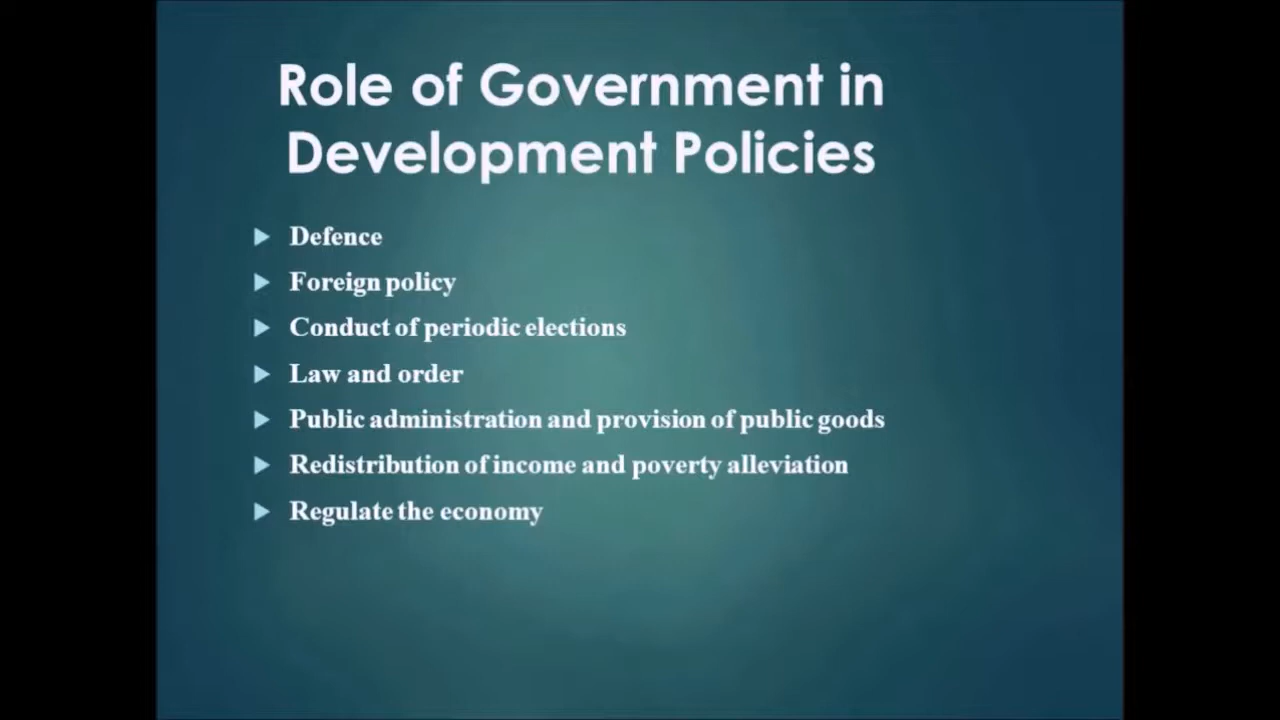 Role of Government in
Development Policies
Defence
Foreign policy
Conduct of periodic elections
Law and order
Public administration and provision of public goods
Redistribution of income and poverty alleviation
Regulate the economy